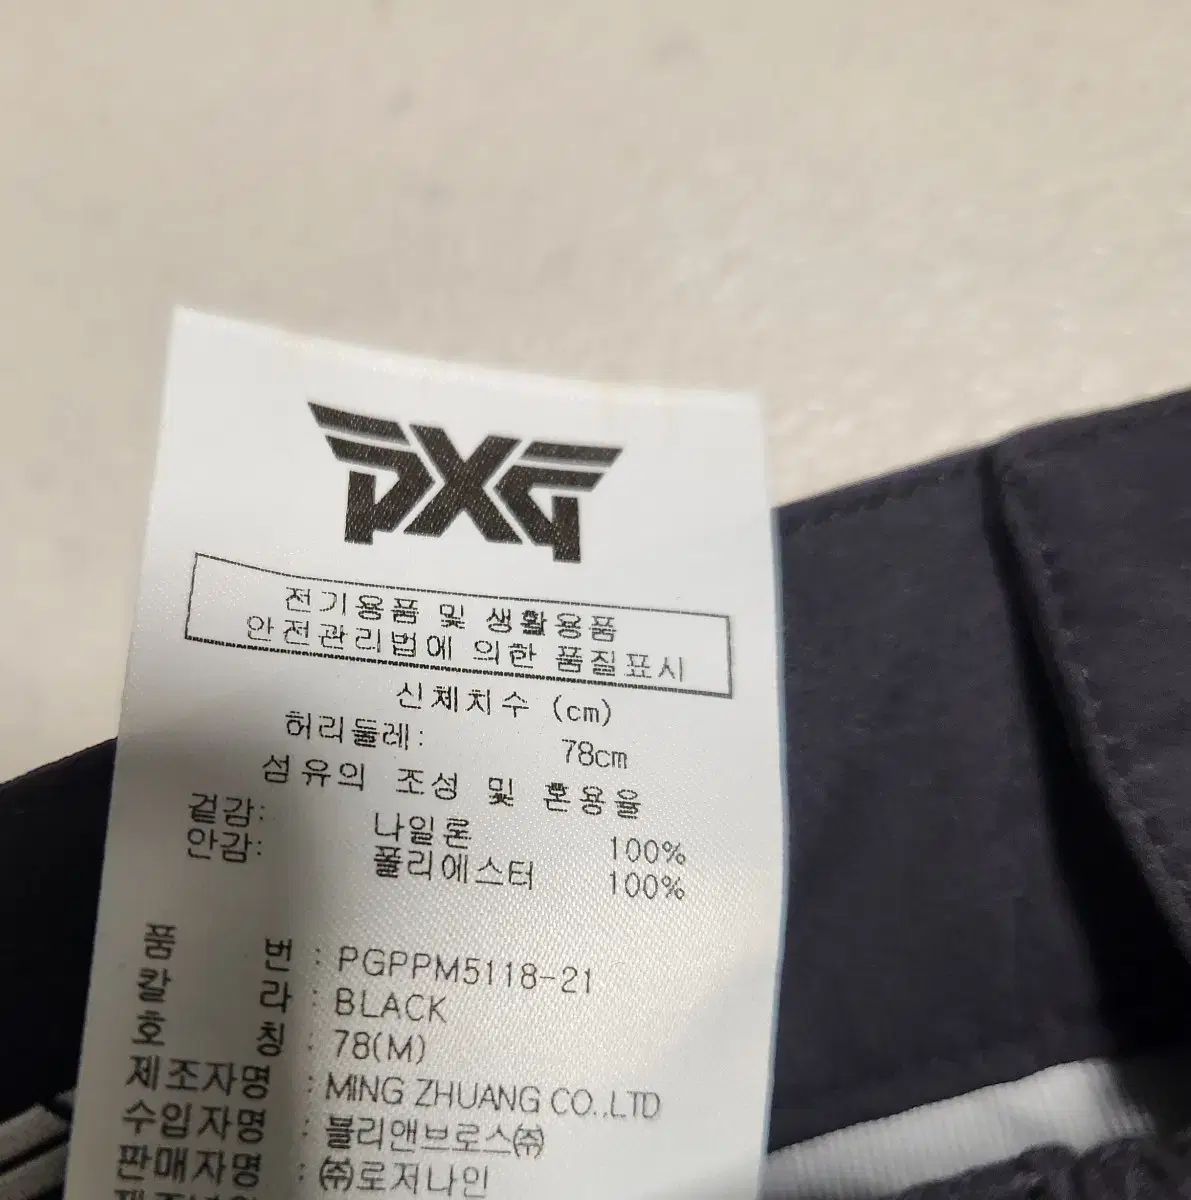 PXG
전기용품 및 생활용품
안전관리법에 의한 품질표시
신체치수 (cm)
허리둘레: 78cm
섬유의 조성 및 혼용율
겉감: 나일론 100%
안감: 폴리에스터 100%
품 번 : PGPPM5118-21
칼 라 : BLACK
호 칭 : 78(M)
제조자명 : MING ZHUANG CO.,LTD
수입자명 : 블리앤브로스㈜
판매자명 : ㈜로저나인